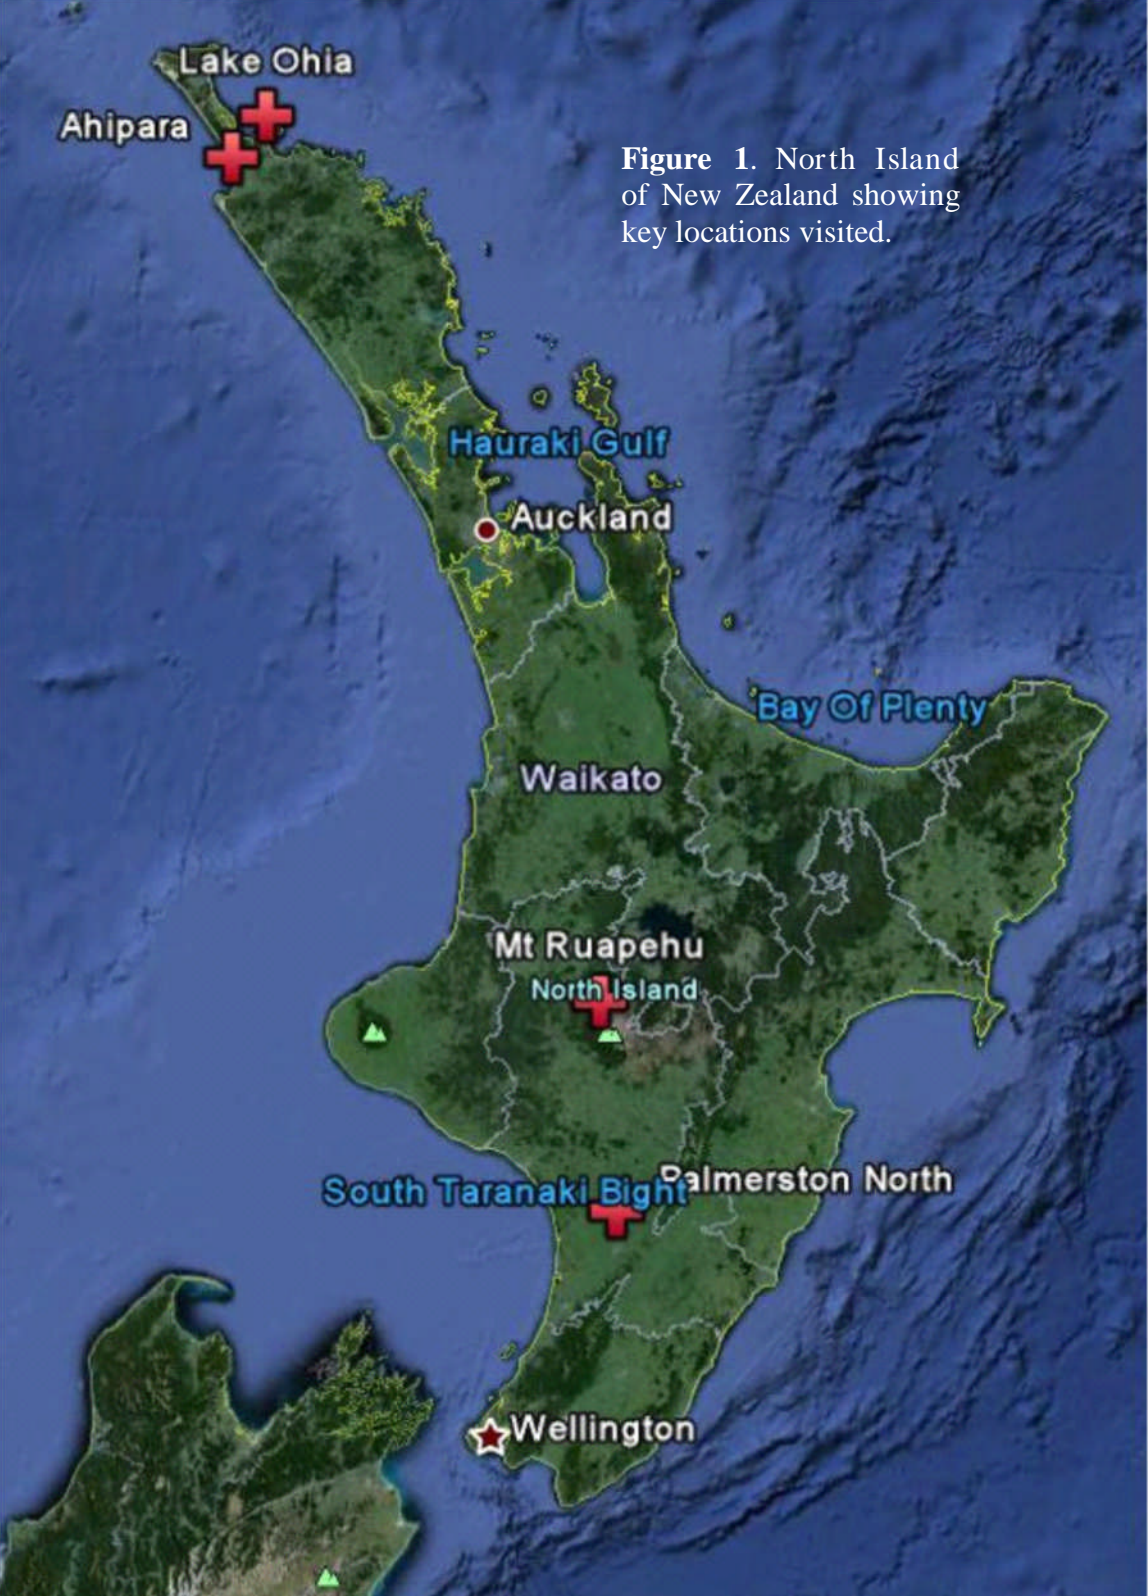 Lake Ohia
Ahipara
Figure 1. North Island
of New Zealand showing
key locations visited.
Hauraki Gulf
Auckland
Bay Of Plenty
Waikato
Mt Ruapehu
North Island
Palmerston North
South Taranaki Bight
Wellington